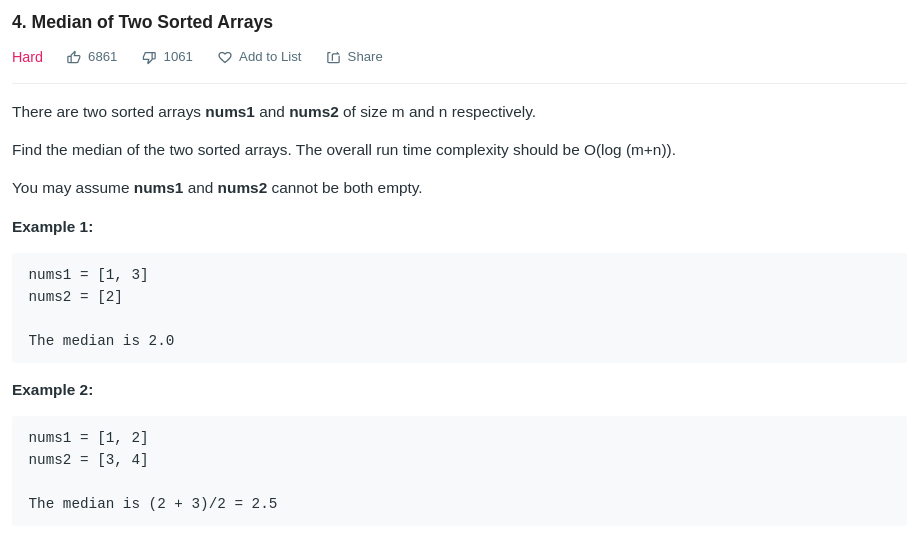 4. Median of Two Sorted Arrays
Hard 6861 1061 Add to List Share
There are two sorted arrays nums1 and nums2 of size m and n respectively.
Find the median of the two sorted arrays. The overall run time complexity should be O(log (m+n)).
You may assume nums1 and nums2 cannot be both empty.
Example 1:
nums1 = [1, 3]
nums2 = [2]
The median is 2.0
Example 2:
nums1 = [1, 2]
nums2 = [3, 4]
The median is (2 + 3)/2 = 2.5